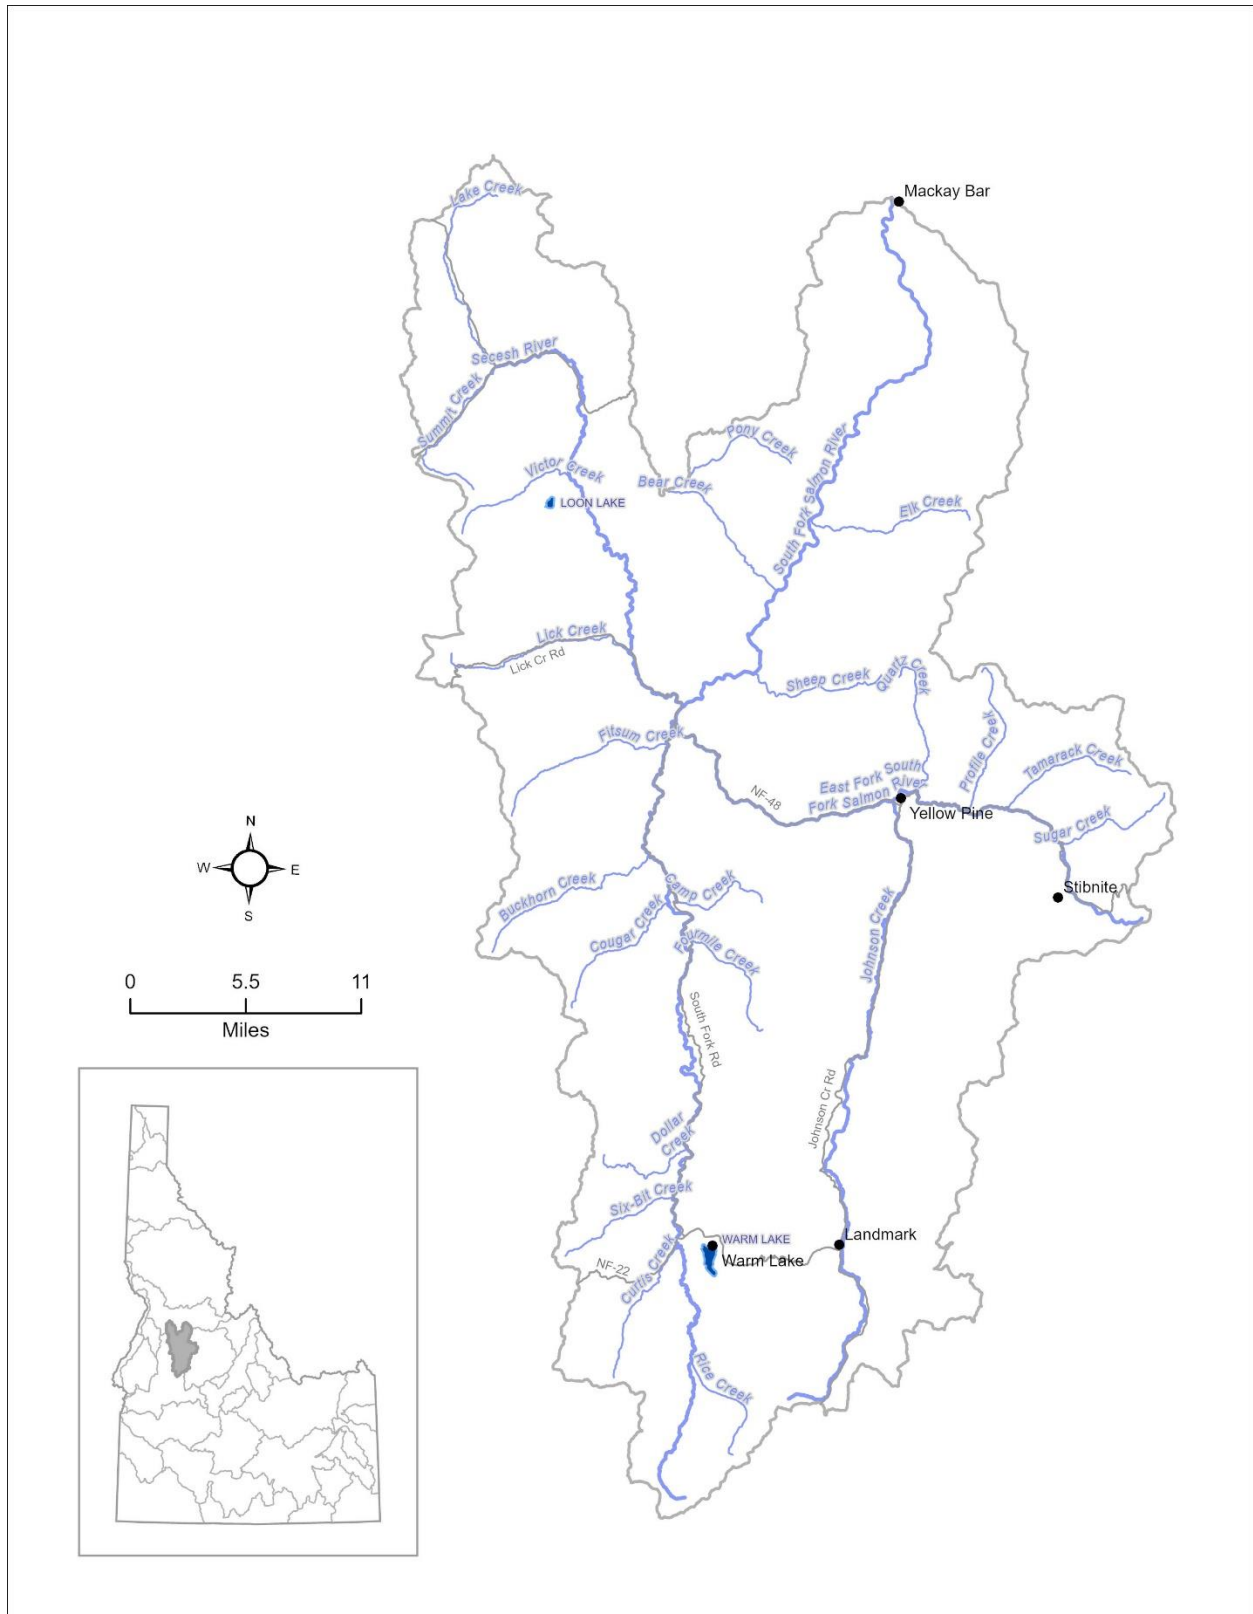 Mackay Bar
Lake Creek
Secesh River
Summit Creek
Pony Creek
Victor Creek
Bear Creek
LOON LAKE
South Fork Salmon River
Elk Creek
Lick Creek
Lick Cr Rd
Sheep Creek
Quartz Creek
Fitsum Creek
Profile Creek
Tamarack Creek
East Fork South
Fork Salmon River
NF-48
Yellow Pine
Sugar Creek
N
W
E
S
Buckhorn Creek
Camp Creek
Cougar Creek
Stibnite
Fourmile Creek
Johnson Creek
0
5.5
11
Miles
South Fork Rd
Johnson Cr Rd
Dollar
Creek
Six-Bit Creek
WARM LAKE
Warm Lake
Landmark
NF-22
Curtis Creek
Rice Creek